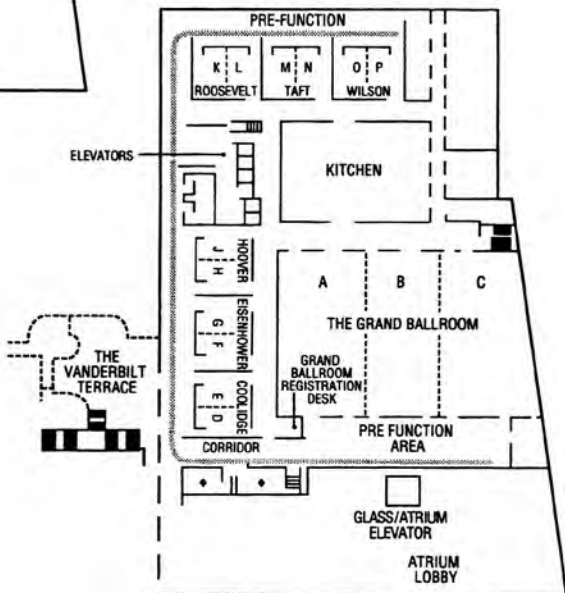 PRE-FUNCTION
K L M N O P
ROOSEVELT TAFT WILSON
ELEVATORS
KITCHEN
HOOVER
J H
EISENHOWER
G F
COOLIDGE
E D
A B C
THE GRAND BALLROOM
GRAND
BALLROOM
REGISTRATION
DESK
THE
VANDERBILT
TERRACE
PRE FUNCTION
AREA
CORRIDOR
GLASS/ATRIUM
ELEVATOR
ATRIUM
LOBBY